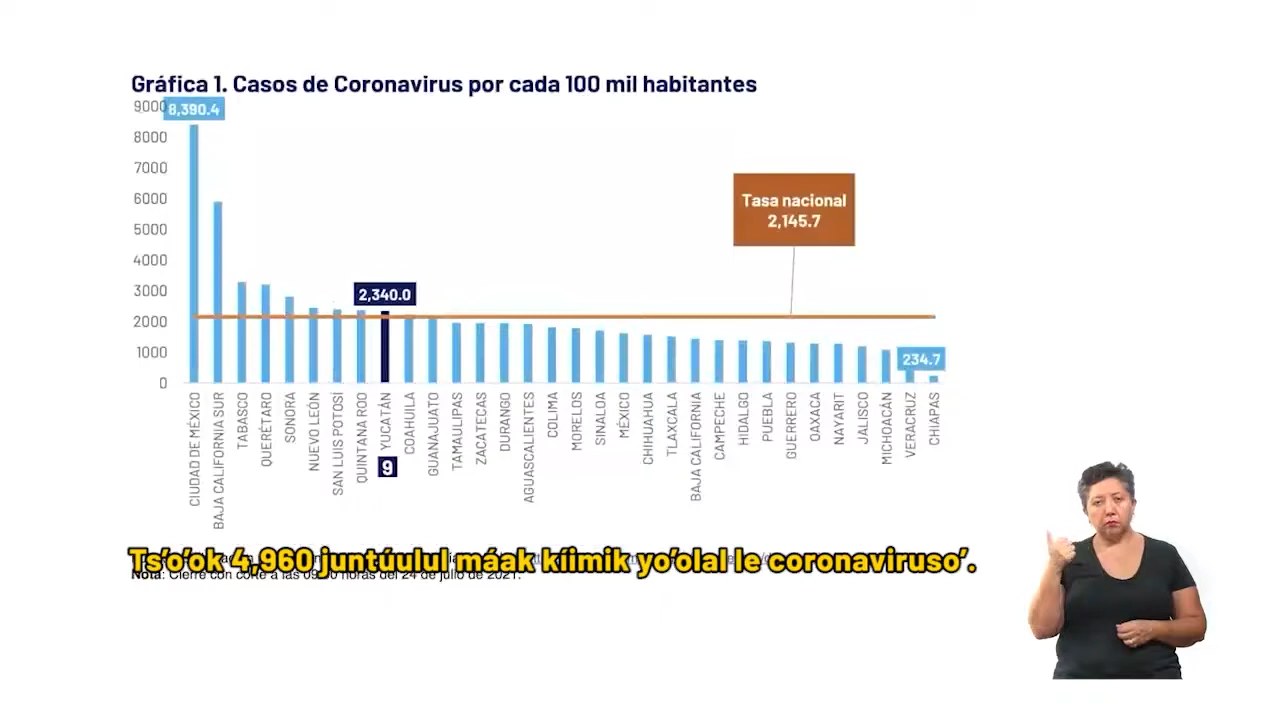 Gráfica 1. Casos de Coronavirus por cada 100 mil habitantes
9000
8,390.4
8000
7000
6000
5000
4000
3000
2000
1000
0
Tasa nacional
2,145.7
2,340.0
234.7
CIUDAD DE MÉXICO
BAJA CALIFORNIA SUR
TABASCO
QUERÉTARO
SONORA
NUEVO LEÓN
SAN LUIS POTOSÍ
QUINTANA ROO
YUCATÁN
COAHUILA
GUANAJUATO
TAMAULIPAS
ZACATECAS
DURANGO
AGUASCALIENTES
COLIMA
MORELOS
SINALOA
MÉXICO
CHIHUAHUA
TLAXCALA
BAJA CALIFORNIA
CAMPECHE
HIDALGO
PUEBLA
GUERRERO
OAXACA
NAYARIT
JALISCO
MICHOACÁN
VERACRUZ
CHIAPAS
9
Ts'o'ok 4,960 juntúulul máak kíimik yo'olal le coronaviruso'.
Nota: Cierre con corte a las horas del 24 de julio de 2021.